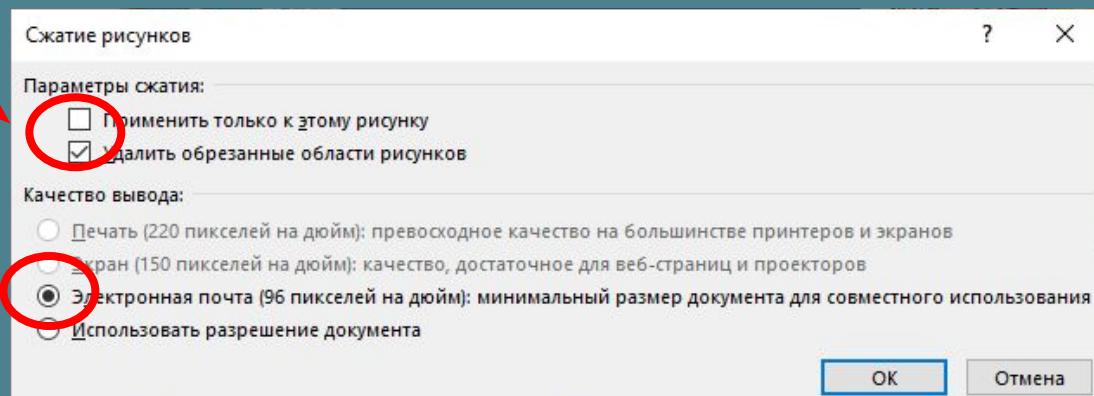 Сжатие рисунков ? ×
Параметры сжатия:
Применить только к этому рисунку
Удалить обрезанные области рисунков
Качество вывода:
Печать (220 пикселей на дюйм): превосходное качество на большинстве принтеров и экранов
Экран (150 пикселей на дюйм): качество, достаточное для веб-страниц и проекторов
Электронная почта (96 пикселей на дюйм): минимальный размер документа для совместного использования
Использовать разрешение документа
ОК Отмена